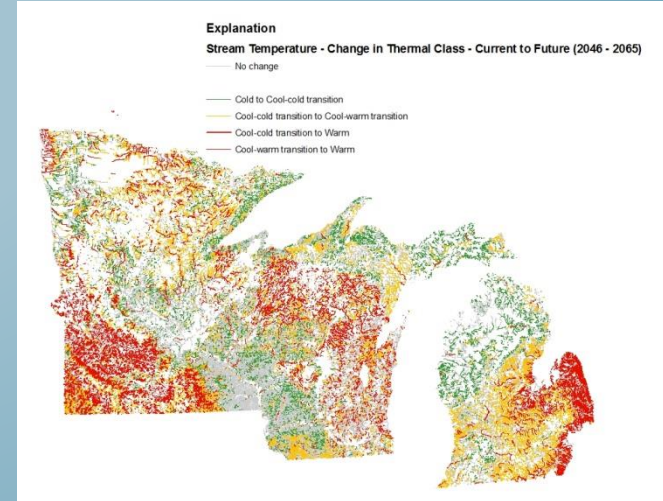 Explanation
Stream Temperature - Change in Thermal Class - Current to Future (2046 - 2065)
No change
Cold to Cool-cold transition
Cool-cold transition to Cool-warm transition
Cool-cold transition to Warm
Cool-warm transition to Warm